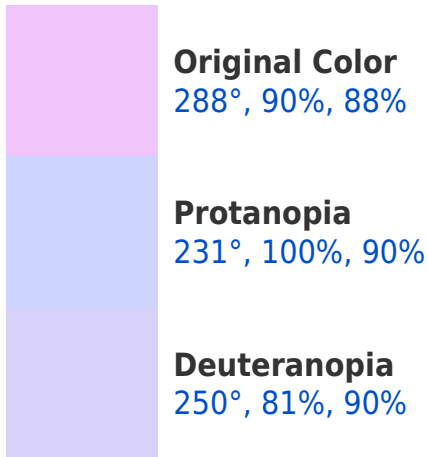 Original Color
288°, 90%, 88%
Protanopia
231°, 100%, 90%
Deuteranopia
250°, 81%, 90%